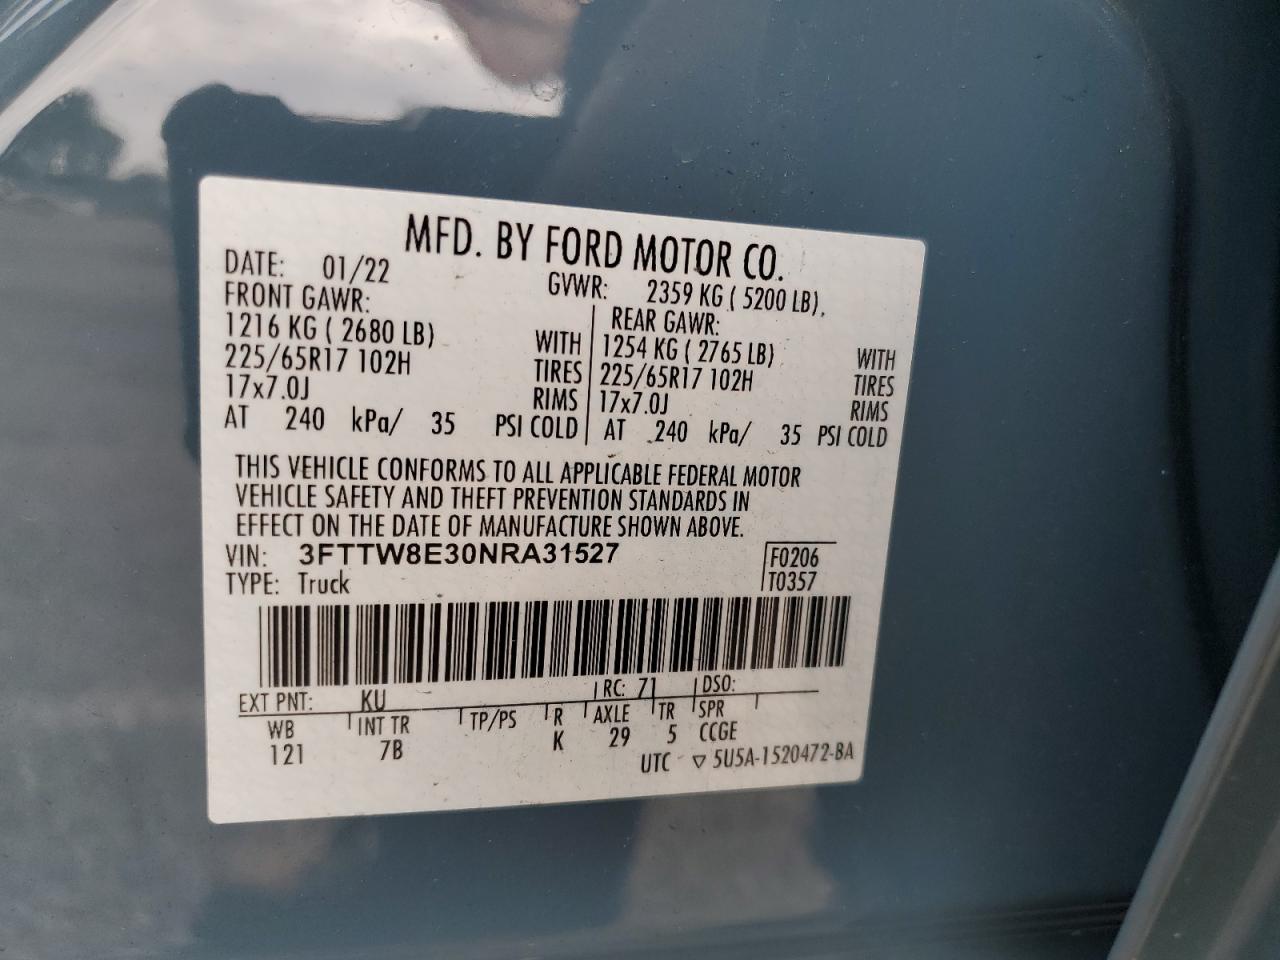 MFD. BY FORD MOTOR CO.
DATE: 01/22 GVWR: 2359 KG ( 5200 LB),
FRONT GAWR: REAR GAWR:
1216 KG ( 2680 LB) WITH 1254 KG ( 2765 LB) WITH
225/65R17 102H TIRES 225/65R17 102H TIRES
17x7.0J RIMS 17x7.0J RIMS
AT 240 kPa/ 35 PSI COLD AT 240 kPa/ 35 PSI COLD
THIS VEHICLE CONFORMS TO ALL APPLICABLE FEDERAL MOTOR
VEHICLE SAFETY AND THEFT PREVENTION STANDARDS IN
EFFECT ON THE DATE OF MANUFACTURE SHOWN ABOVE.
VIN: 3FTTW8E30NRA31527 F0206
TYPE: Truck T0357
EXT PNT: KU RC: 71 DSO:
WB INT TR TP/PS R AXLE TR SPR
121 7B K 29 5 CCGE
UTC ▽ 5U5A-1520472-BA